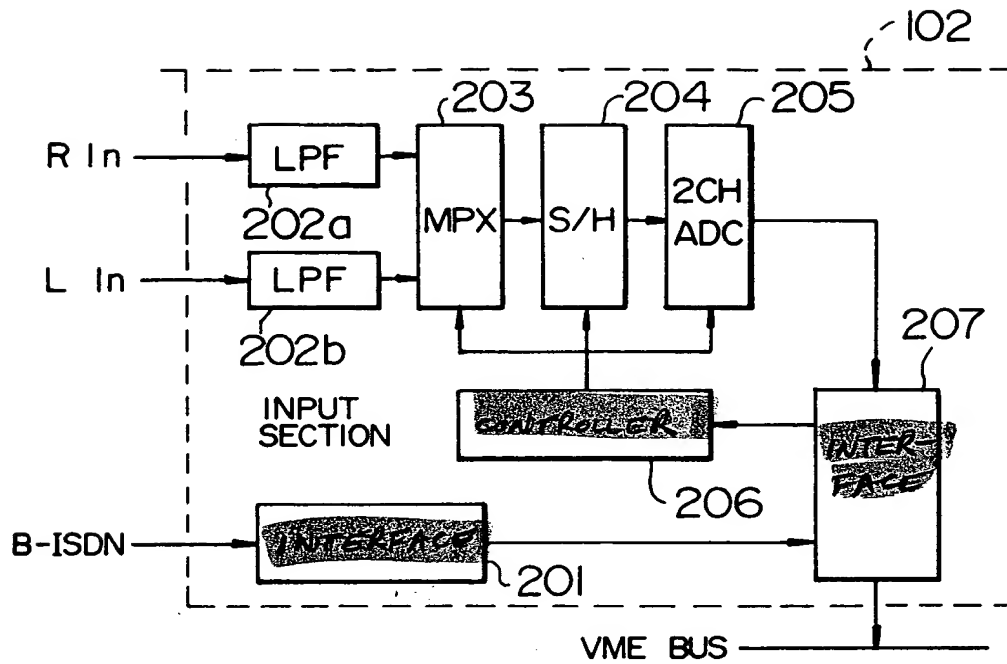 102
203
204
205
R In
LPF
202a
MPX
S/H
2CH
ADC
L In
LPF
202b
207
INPUT
SECTION
CONTROLLER
206
INTER-
FACE
B-ISDN
INTERFACE
201
VME BUS